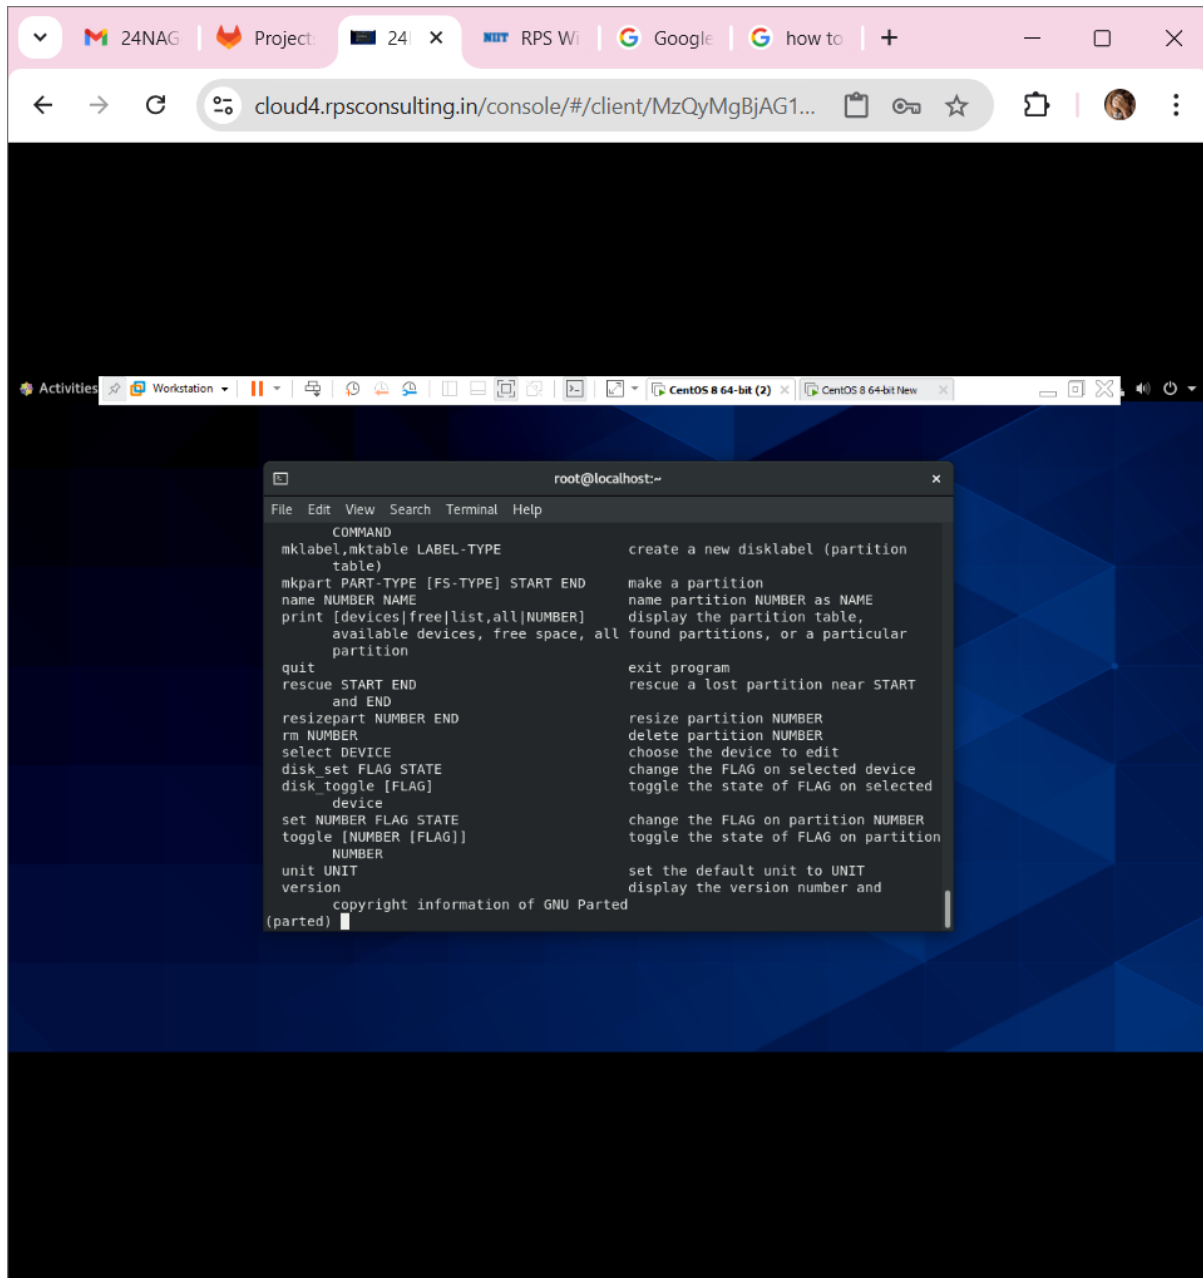 24NAG
Project
24
NIIT RPS Wi
Google
how to
cloud4.rpsconsulting.in/console/#/client/MzQyMgBjAG1...
Activities
Workstation
CentOS 8 64-bit (2)
CentOS 8 64-bit New
root@localhost:~
File Edit View Search Terminal Help
COMMAND
mklabel,mktable LABEL-TYPE create a new disklabel (partition
table)
mkpart PART-TYPE [FS-TYPE] START END make a partition
name NUMBER NAME name partition NUMBER as NAME
print [devices|free|list,all|NUMBER] display the partition table,
available devices, free space, all found partitions, or a particular
partition
quit exit program
rescue START END rescue a lost partition near START
and END
resizepart NUMBER END resize partition NUMBER
rm NUMBER delete partition NUMBER
select DEVICE choose the device to edit
disk_set FLAG STATE change the FLAG on selected device
disk_toggle [FLAG] toggle the state of FLAG on selected
device
set NUMBER FLAG STATE change the FLAG on partition NUMBER
toggle [NUMBER [FLAG]] toggle the state of FLAG on partition
NUMBER
unit UNIT set the default unit to UNIT
version display the version number and
copyright information of GNU Parted
(parted)